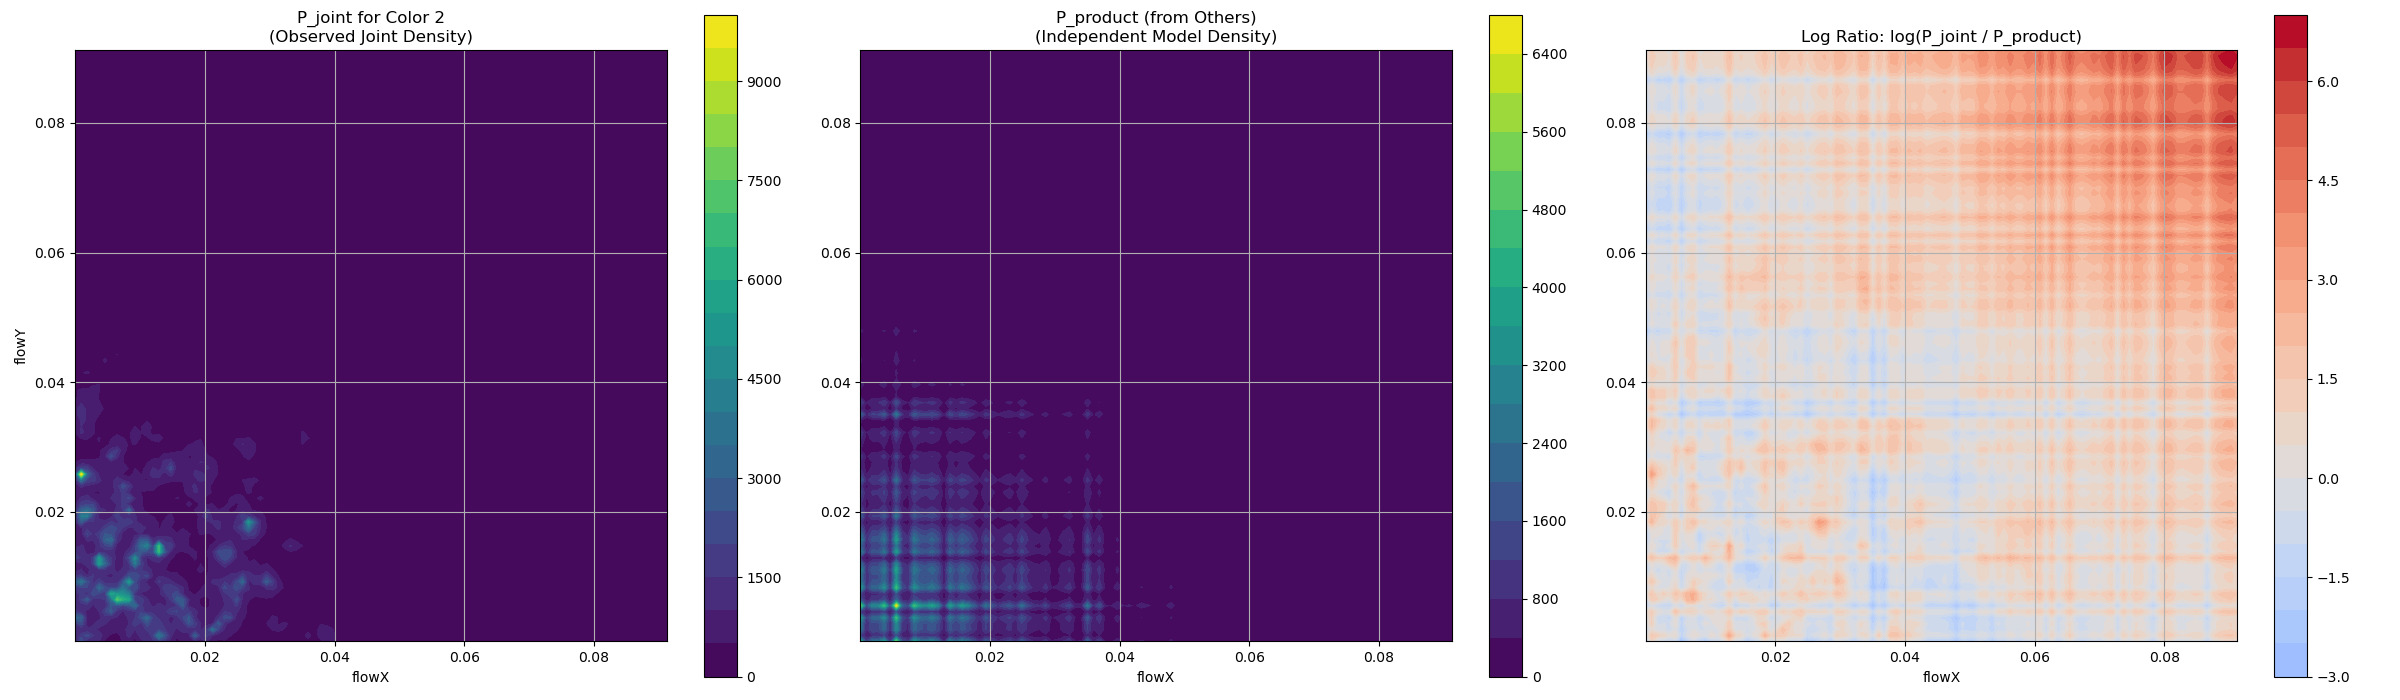 P_joint for Color 2
(Observed Joint Density)
flowY
0.08
0.06
0.04
0.02
0.02 0.04 0.06 0.08
flowX
9000
7500
6000
4500
3000
1500
0
P_product (from Others)
(Independent Model Density)
0.08
0.06
0.04
0.02
0.02 0.04 0.06 0.08
flowX
6400
5600
4800
4000
3200
2400
1600
800
0
Log Ratio: log(P_joint / P_product)
0.08
0.06
0.04
0.02
0.02 0.04 0.06 0.08
flowX
6.0
4.5
3.0
1.5
0.0
−1.5
−3.0